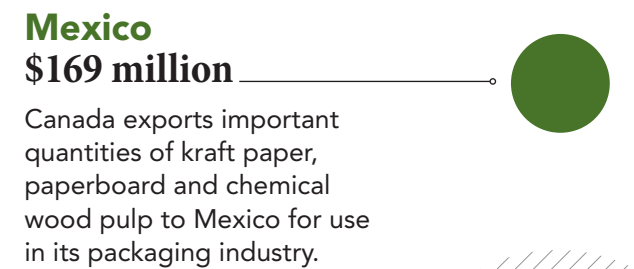 Mexico
$169 million
Canada exports important
quantities of kraft paper,
paperboard and chemical
wood pulp to Mexico for use
in its packaging industry.